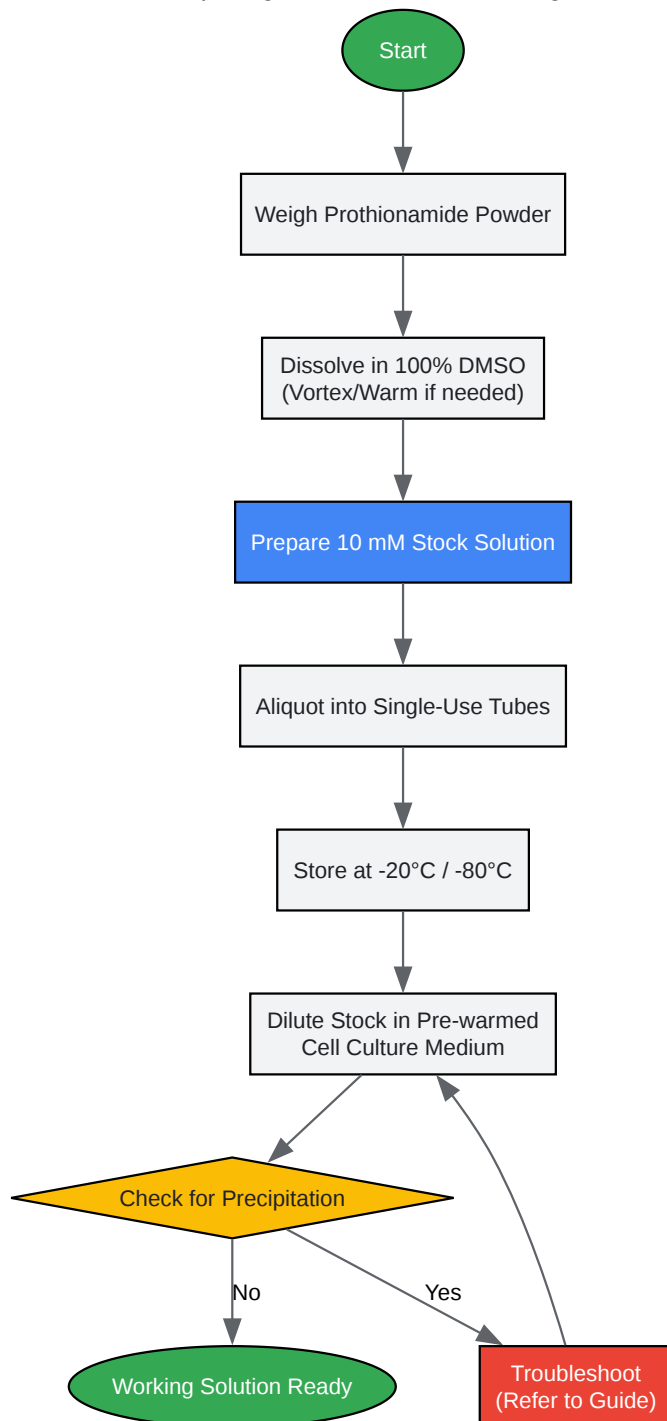 Start
Weigh Prothionamide Powder
Dissolve in 100% DMSO
(Vortex/Warm if needed)
Prepare 10 mM Stock Solution
Aliquot into Single-Use Tubes
Store at -20°C / -80°C
Dilute Stock in Pre-warmed
Cell Culture Medium
Check for Precipitation
No
Yes
Working Solution Ready
Troubleshoot
(Refer to Guide)